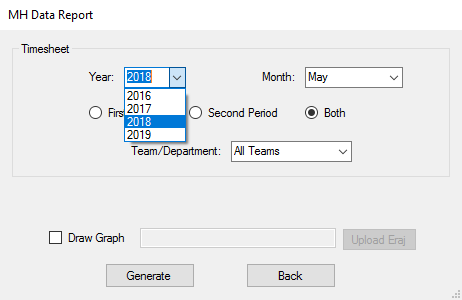 MH Data Report
Timesheet
Year: 2018 Month: May
2016
2017
2018
2019
First Second Period Both
Team/Department: All Teams
Draw Graph Upload Eraj
Generate Back